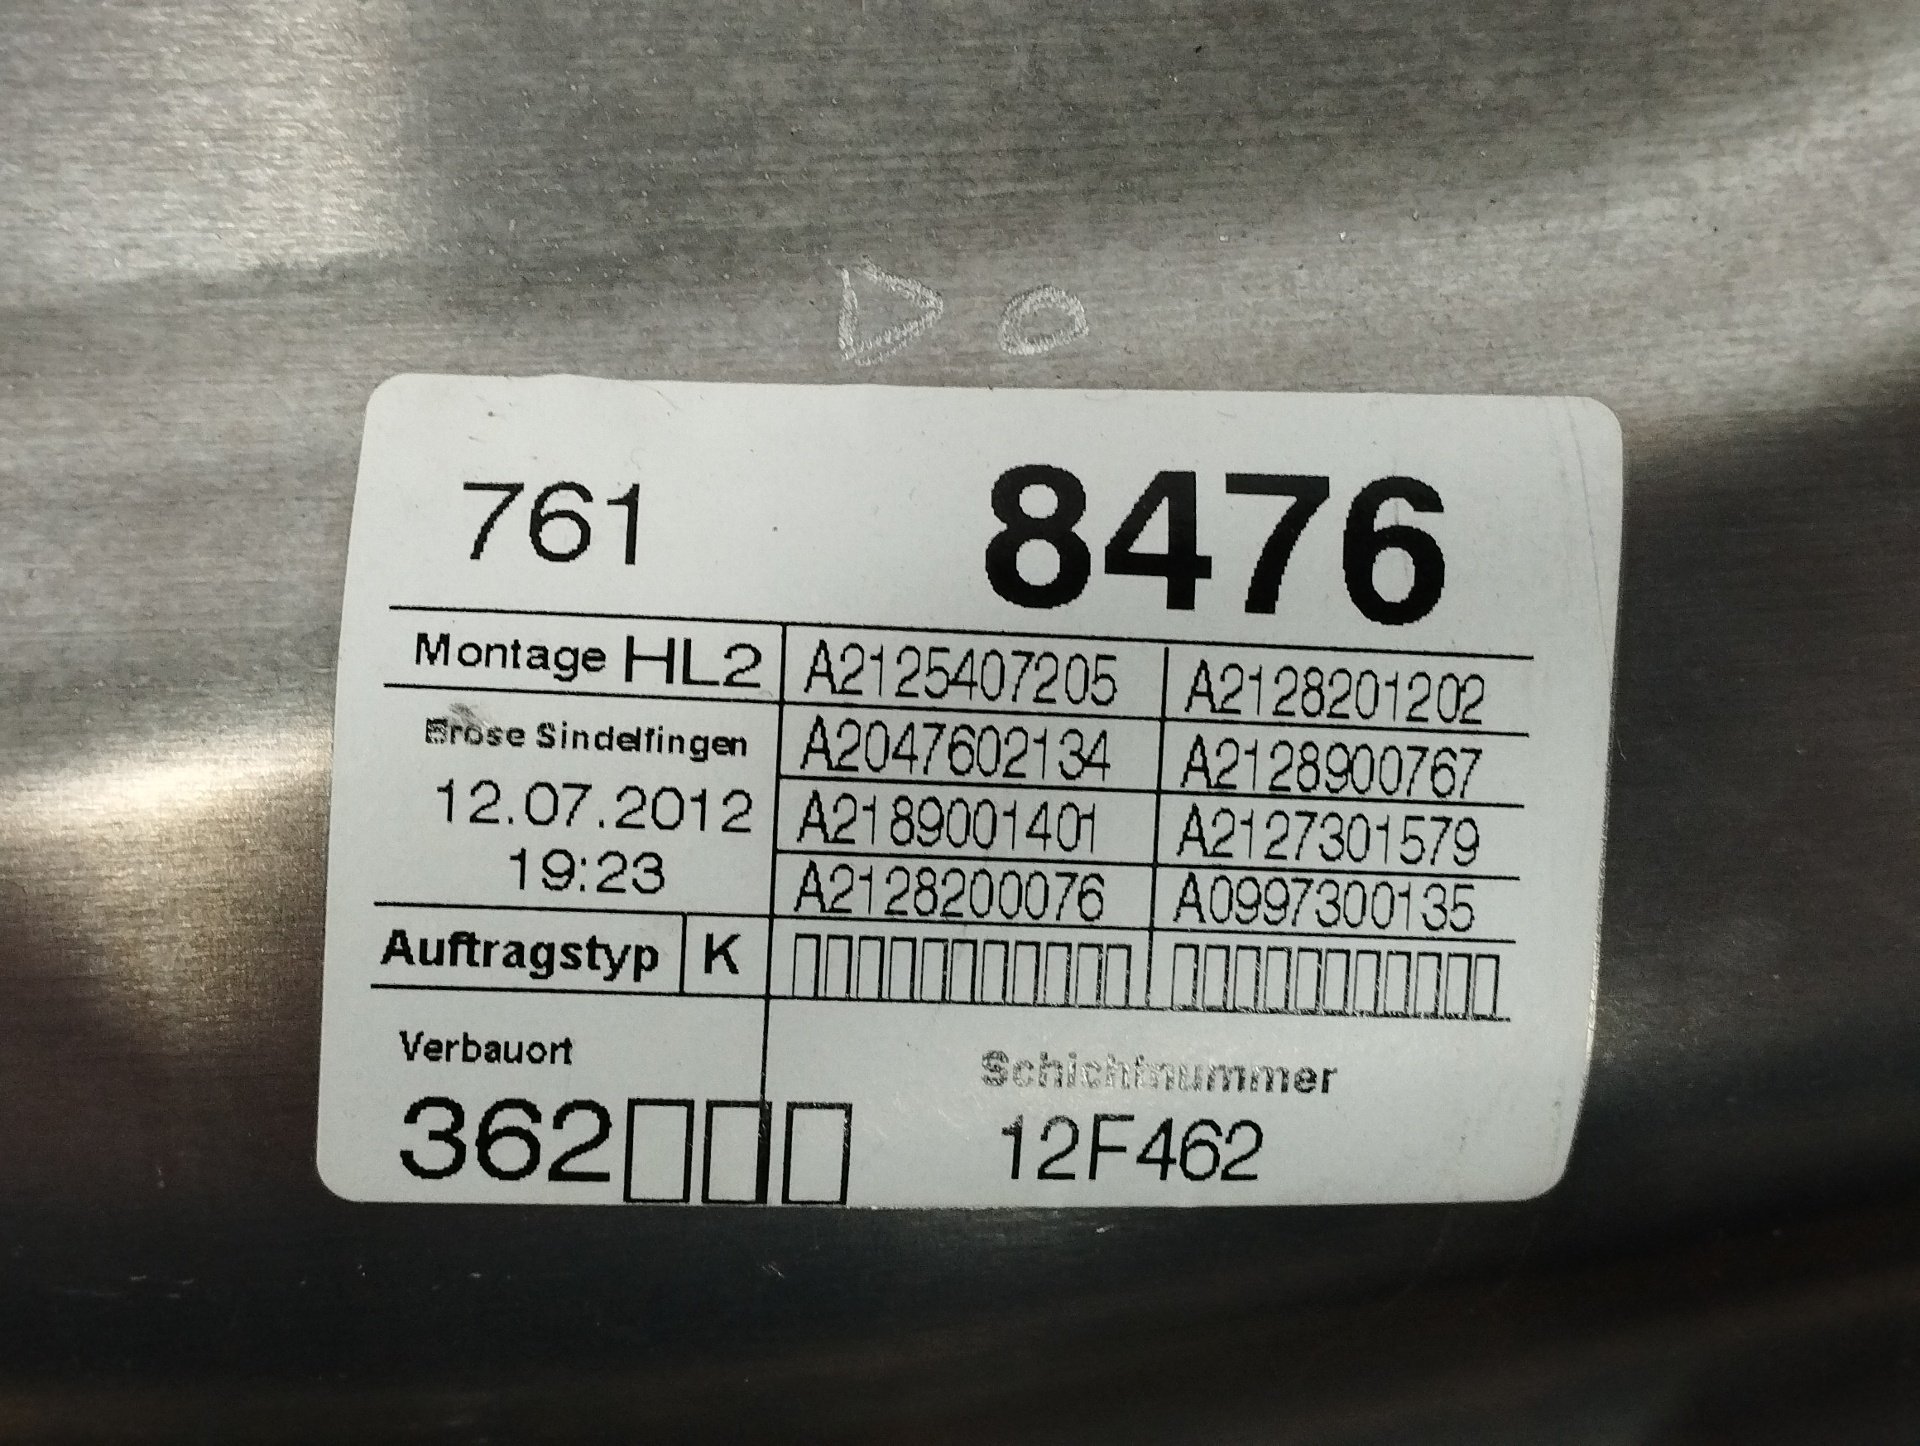 DO
761 8476
Montage HL2 A2125407205 A2128201202
Brose Sindelfingen A2047602134 A2128900767
12.07.2012 A2189001401 A2127301579
19:23 A2128200076 A0997300135
Auftragstyp K
Verbauort Schichtnummer
362 12F462